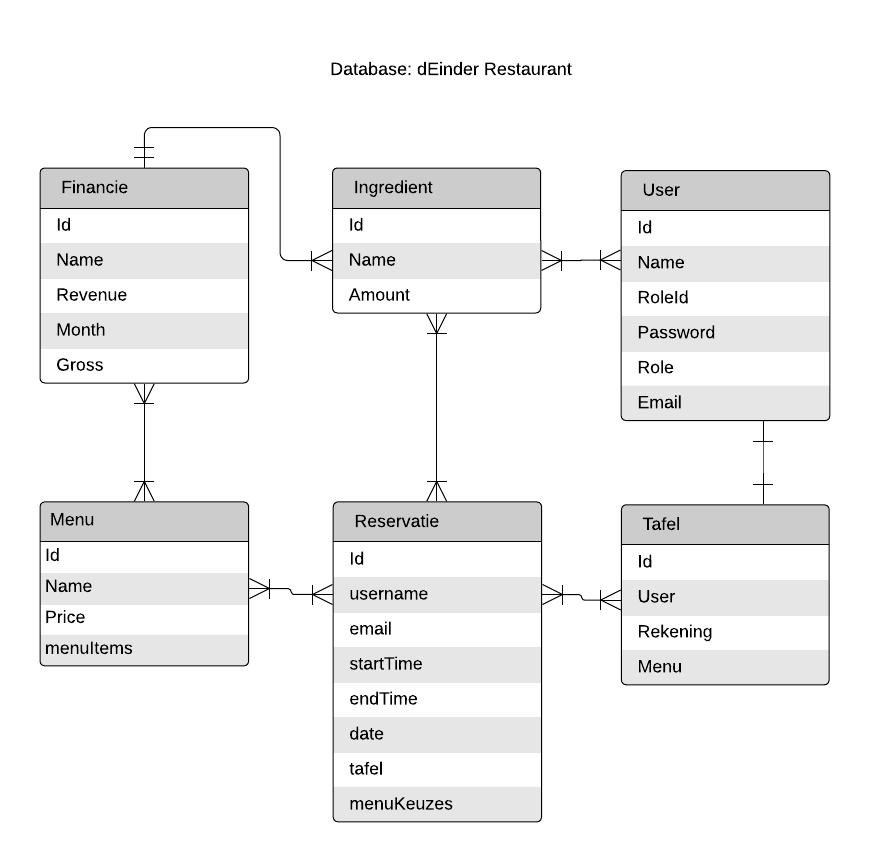 Database: dEinder Restaurant
Financie
Id
Name
Revenue
Month
Gross
Ingredient
Id
Name
Amount
User
Id
Name
RoleId
Password
Role
Email
Menu
Id
Name
Price
menuItems
Reservatie
Id
username
email
startTime
endTime
date
tafel
menuKeuzes
Tafel
Id
User
Rekening
Menu